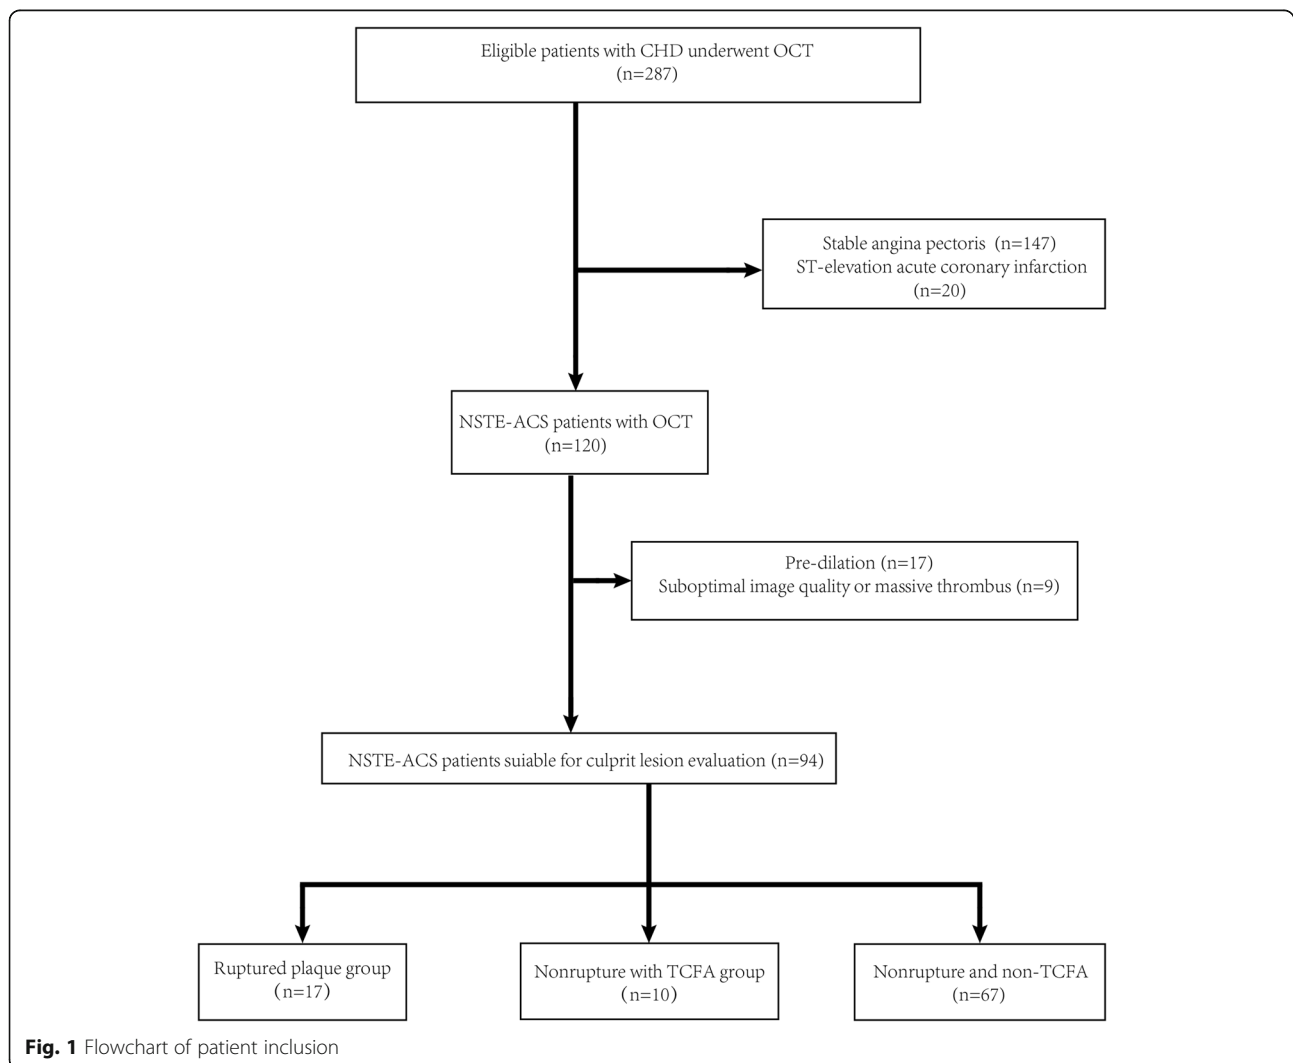 Eligible patients with CHD underwent OCT
(n=287)
Stable angina pectoris (n=147)
ST-elevation acute coronary infarction
(n=20)
NSTE-ACS patients with OCT
(n=120)
Pre-dilation (n=17)
Suboptimal image quality or massive thrombus (n=9)
NSTE-ACS patients suiable for culprit lesion evaluation (n=94)
Ruptured plaque group
(n=17)
Nonrupture with TCFA group
(n=10)
Nonrupture and non-TCFA
(n=67)
Fig. 1 Flowchart of patient inclusion